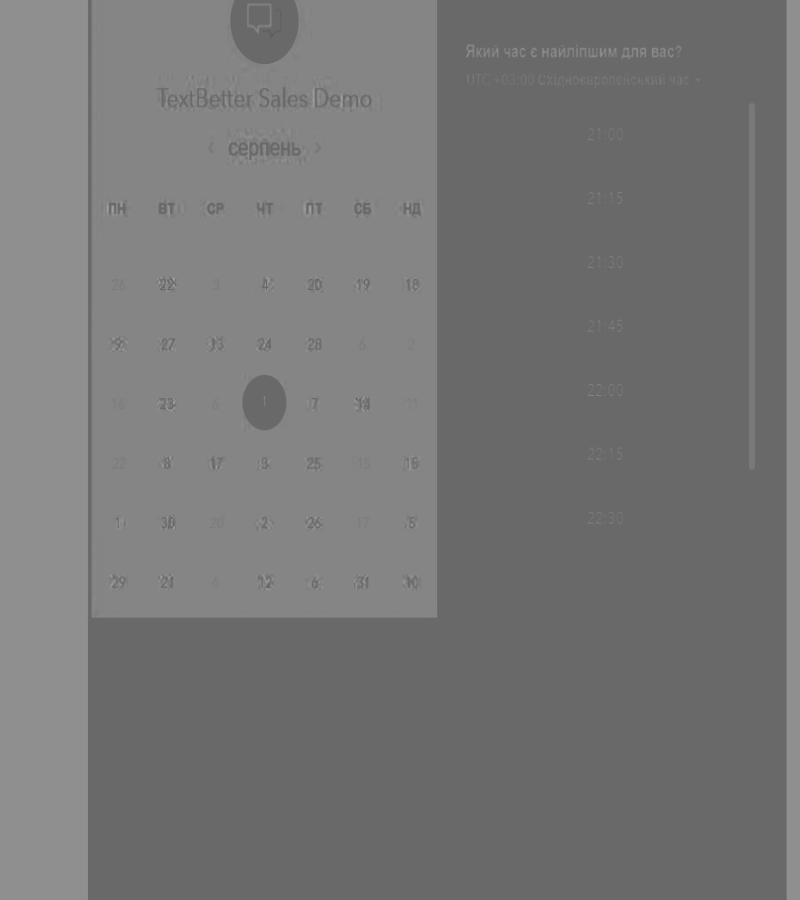 TextBetter Sales Demo
серпень
ПН ВТ СР ЧТ ПТ СБ НД
26 22 3 4 20 19 18
27 13 24 28 6 2
16 23 6 1 7 14 11
22 8 17 9 25 15 16
1 30 20 2 26 17 5
29 21 12 6 31 10
Який час є найліпшим для вас?
UTC +03:00 Східноєвропейський час
21:00
21:15
21:30
21:45
22:00
22:15
22:30